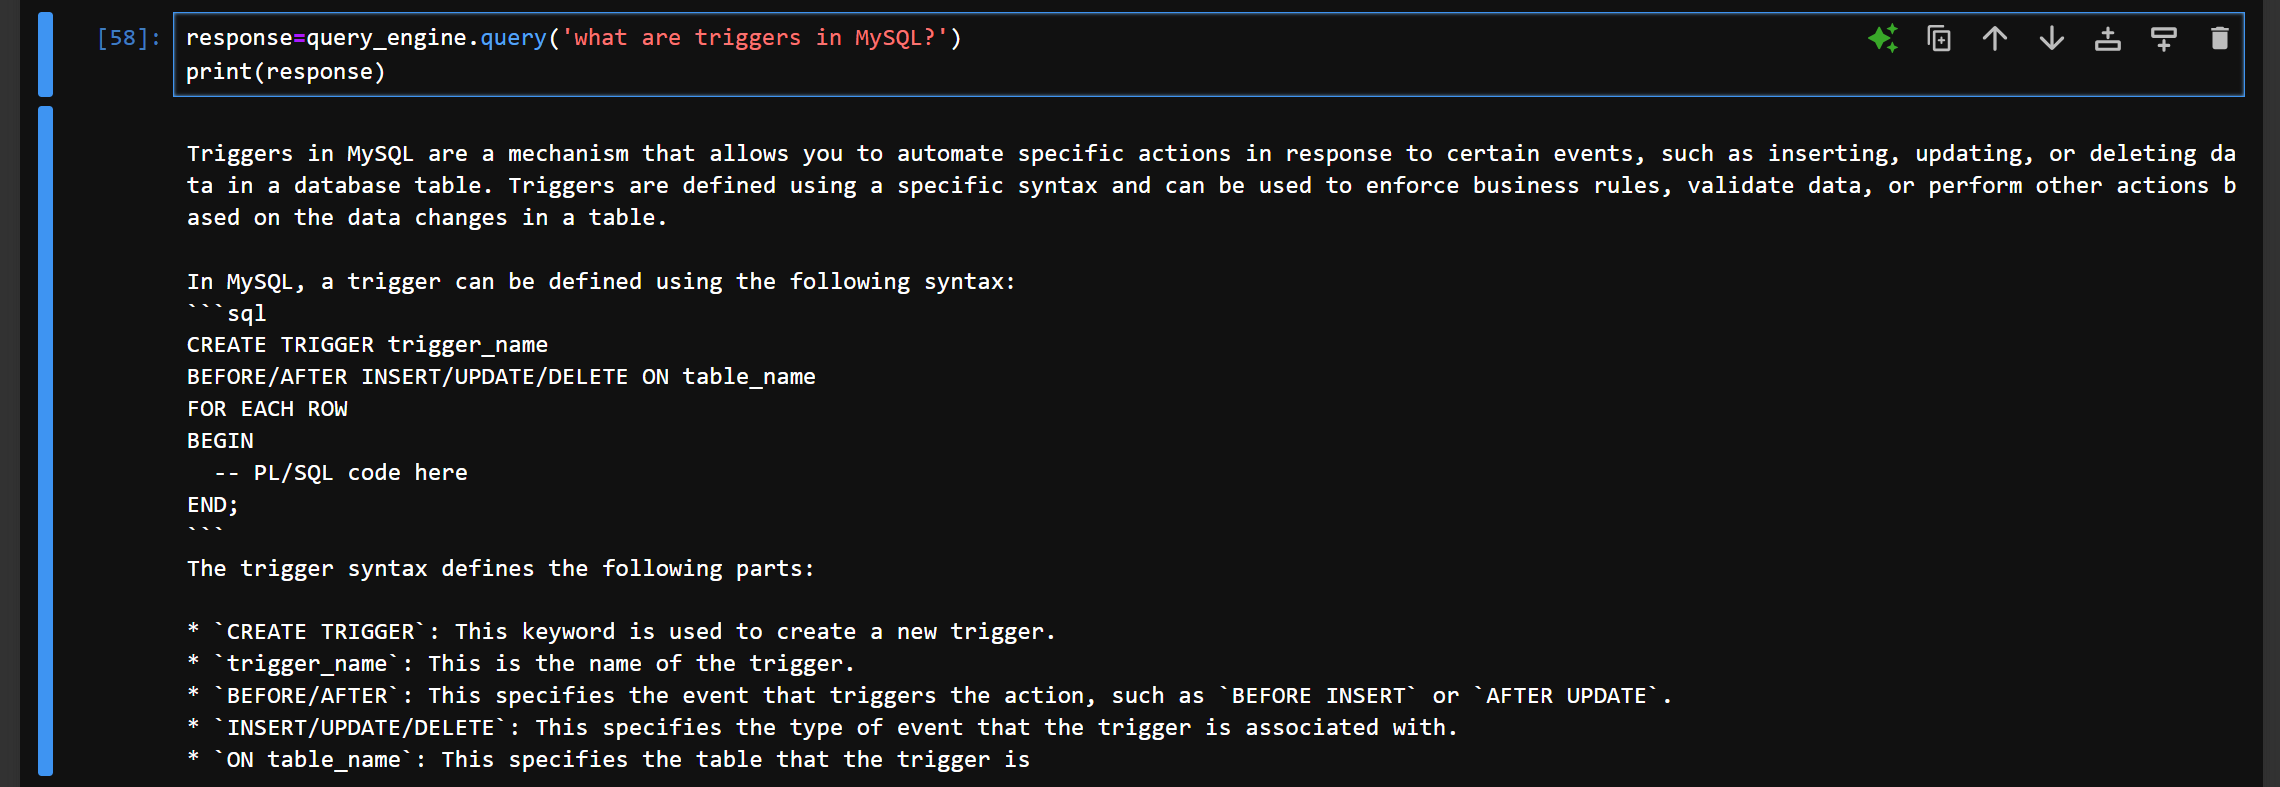 [58]: response=query_engine.query('what are triggers in MySQL?')
print(response)
Triggers in MySQL are a mechanism that allows you to automate specific actions in response to certain events, such as inserting, updating, or deleting da
ta in a database table. Triggers are defined using a specific syntax and can be used to enforce business rules, validate data, or perform other actions b
ased on the data changes in a table.
In MySQL, a trigger can be defined using the following syntax:
```sql
CREATE TRIGGER trigger_name
BEFORE/AFTER INSERT/UPDATE/DELETE ON table_name
FOR EACH ROW
BEGIN
  -- PL/SQL code here
END;
```
The trigger syntax defines the following parts:
* `CREATE TRIGGER`: This keyword is used to create a new trigger.
* `trigger_name`: This is the name of the trigger.
* `BEFORE/AFTER`: This specifies the event that triggers the action, such as `BEFORE INSERT` or `AFTER UPDATE`.
* `INSERT/UPDATE/DELETE`: This specifies the type of event that the trigger is associated with.
* `ON table_name`: This specifies the table that the trigger is